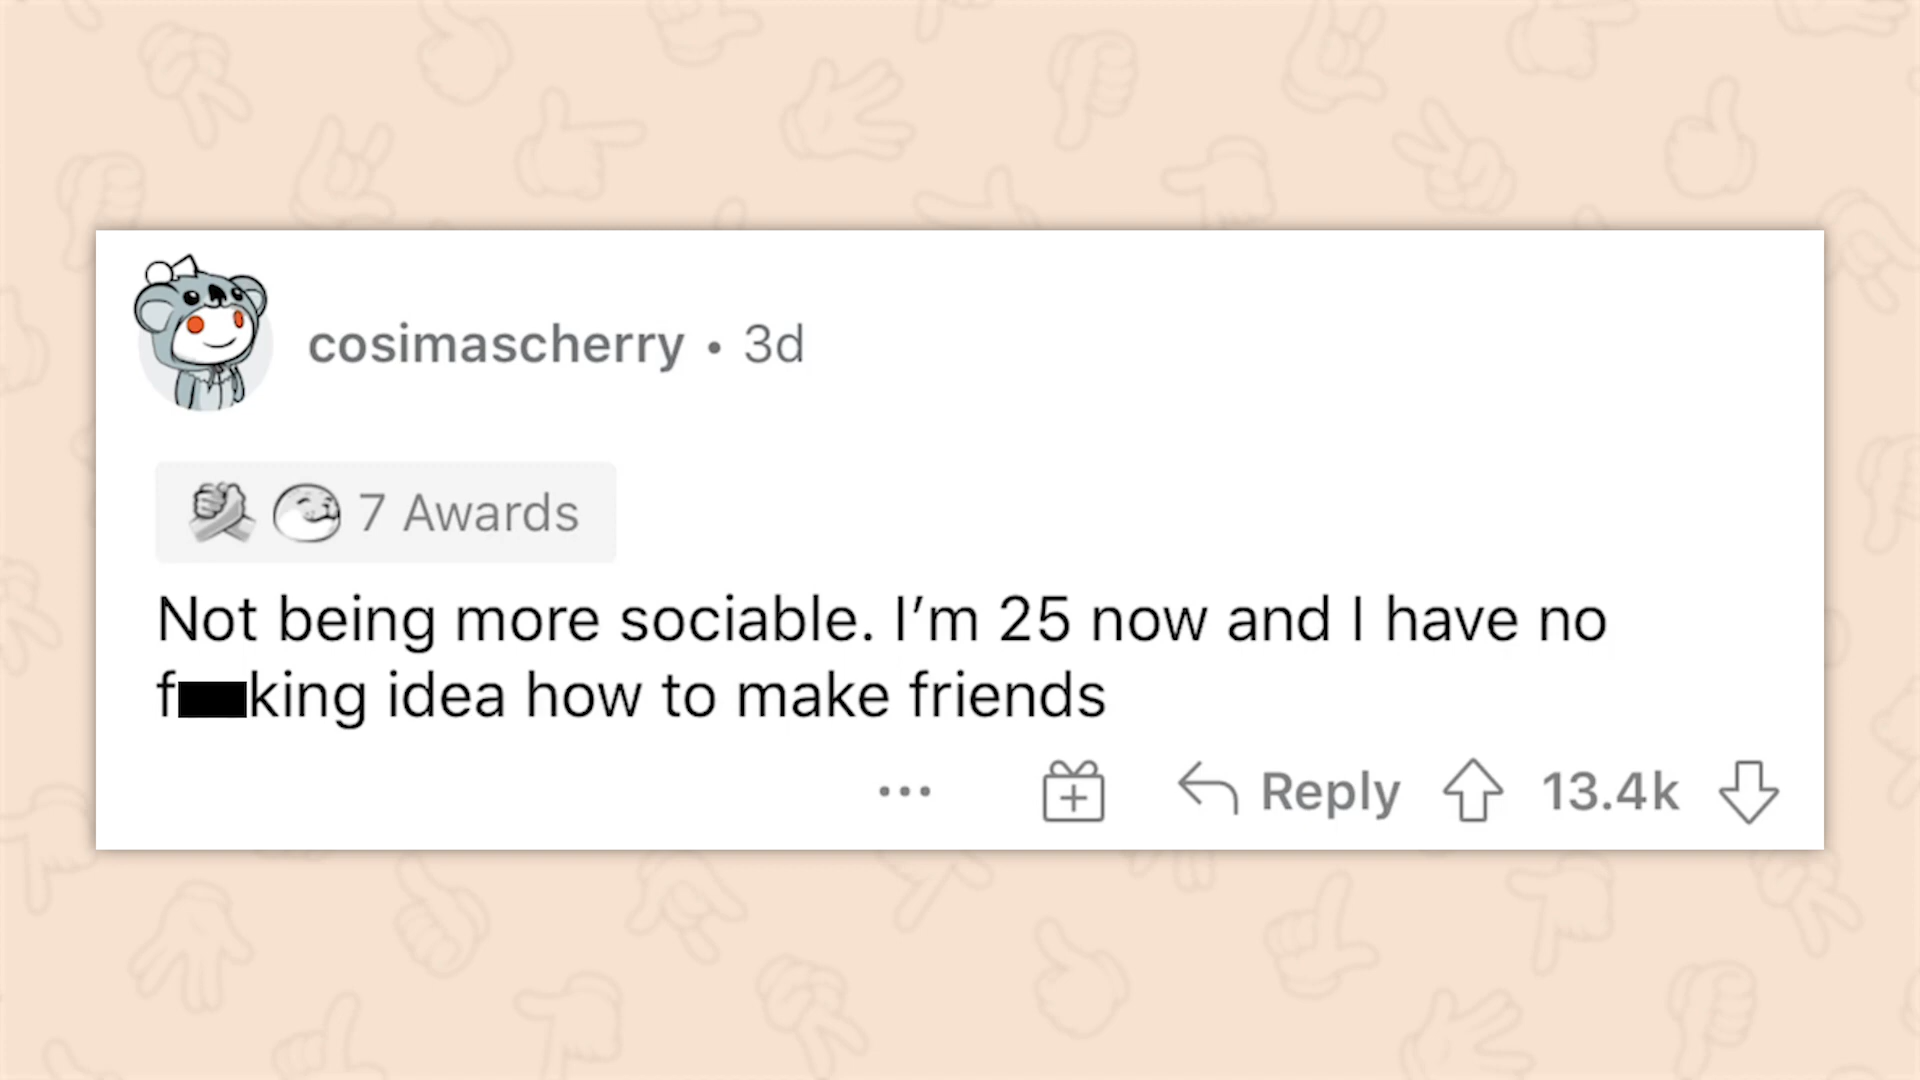 cosimascherry • 3d
7 Awards
Not being more sociable. I’m 25 now and I have no
f■king idea how to make friends
... Reply 13.4k